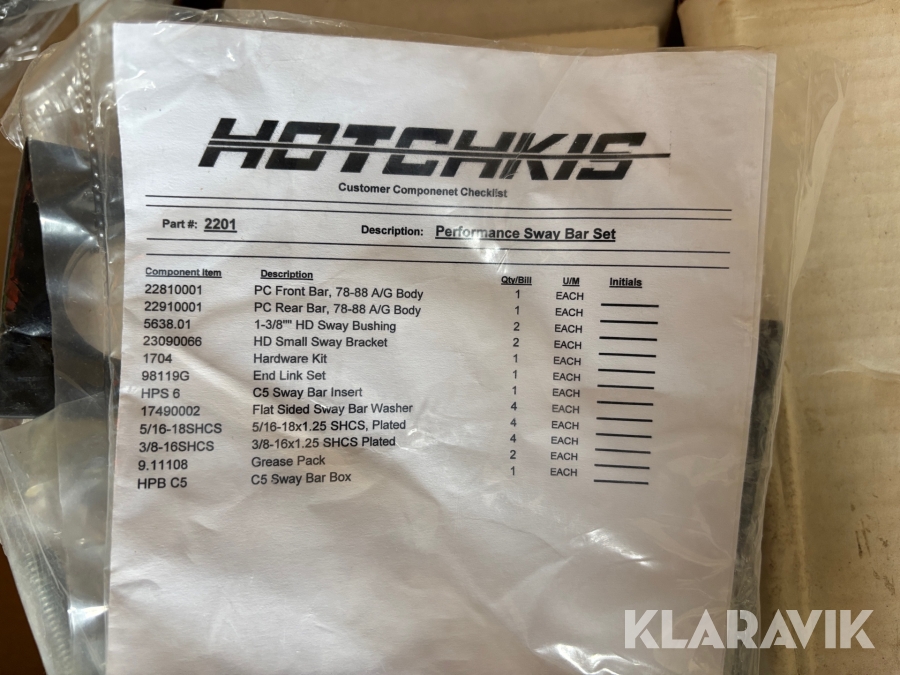 HOTCHKIS
Customer Componenet Checklist
Part #: 2201 Description: Performance Sway Bar Set
Component Item Description Qty/Bill U/M Initials
22810001 PC Front Bar, 78-88 A/G Body 1 EACH
22910001 PC Rear Bar, 78-88 A/G Body 1 EACH
5638.01 1-3/8"" HD Sway Bushing 2 EACH
23090066 HD Small Sway Bracket 2 EACH
1704 Hardware Kit 1 EACH
98119G End Link Set 1 EACH
HPS 6 C5 Sway Bar Insert 1 EACH
17490002 Flat Sided Sway Bar Washer 4 EACH
5/16-18SHCS 5/16-18x1.25 SHCS, Plated 4 EACH
3/8-16SHCS 3/8-16x1.25 SHCS Plated 4 EACH
9.11108 Grease Pack 2 EACH
HPB C5 C5 Sway Bar Box 1 EACH
KLARAVIK